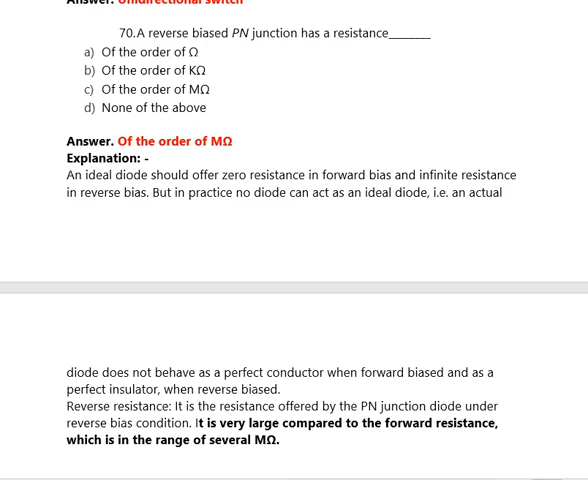 Answer. Unidirectional switch
70.A reverse biased PN junction has a resistance________
a) Of the order of Ω
b) Of the order of KΩ
c) Of the order of MΩ
d) None of the above
Answer. Of the order of MΩ
Explanation: -
An ideal diode should offer zero resistance in forward bias and infinite resistance
in reverse bias. But in practice no diode can act as an ideal diode, i.e. an actual
diode does not behave as a perfect conductor when forward biased and as a
perfect insulator, when reverse biased.
Reverse resistance: It is the resistance offered by the PN junction diode under
reverse bias condition. It is very large compared to the forward resistance,
which is in the range of several MΩ.